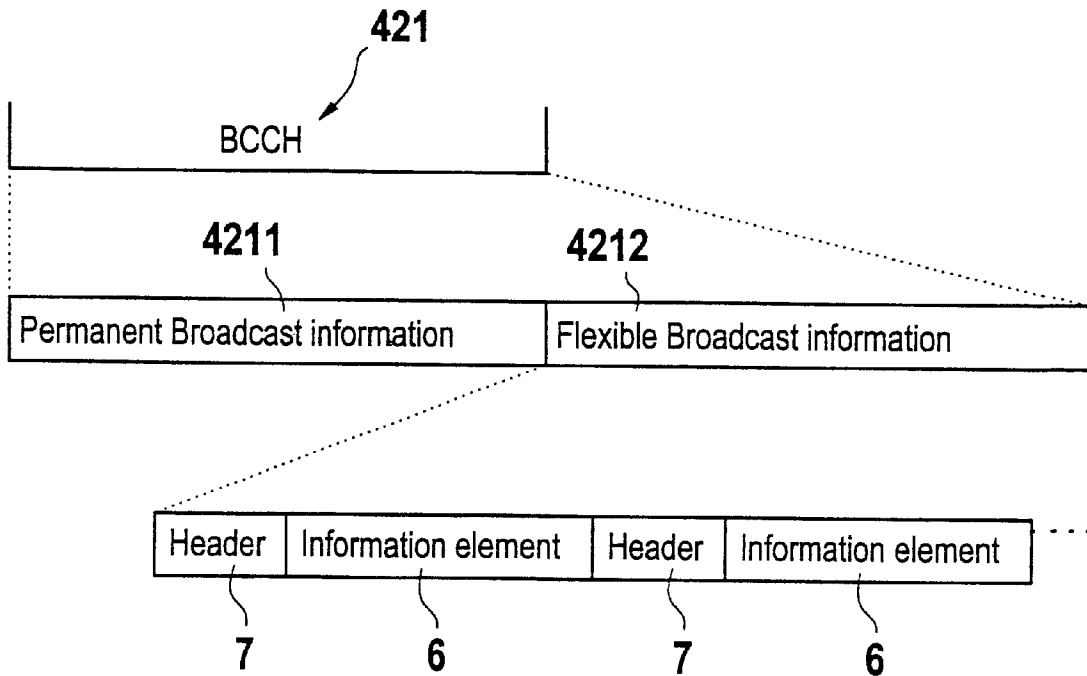 421
BCCH
4211
4212
Permanent Broadcast information
Flexible Broadcast information
Header
Information element
Header
Information element
7
6
7
6